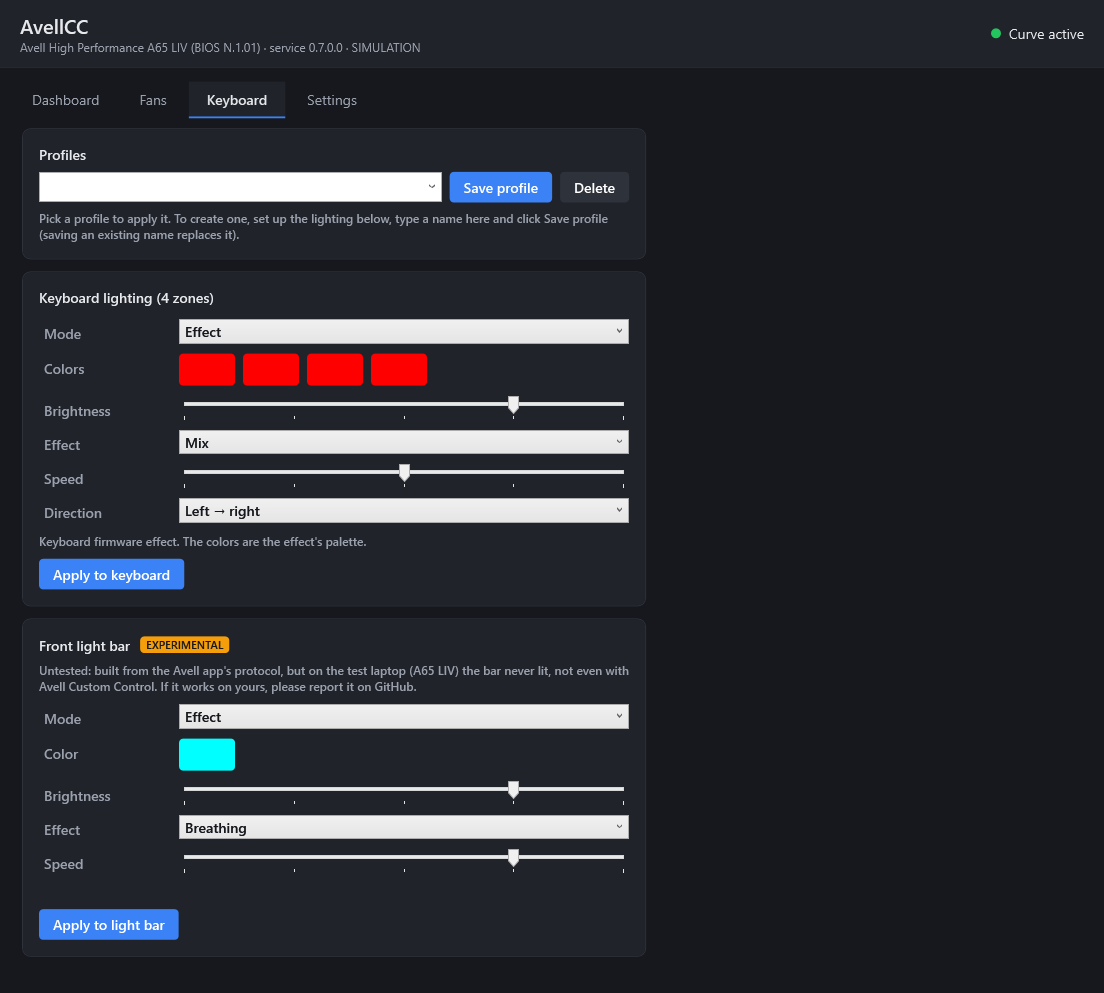 AvellCC
Avell High Performance A65 LIV (BIOS N.1.01) · service 0.7.0.0 · SIMULATION
Curve active
Dashboard
Fans
Keyboard
Settings
Profiles
Save profile
Delete
Pick a profile to apply it. To create one, set up the lighting below, type a name here and click Save profile
(saving an existing name replaces it).
Keyboard lighting (4 zones)
Mode
Effect
Colors
Brightness
Effect
Mix
Speed
Direction
Left → right
Keyboard firmware effect. The colors are the effect's palette.
Apply to keyboard
Front light bar
EXPERIMENTAL
Untested: built from the Avell app's protocol, but on the test laptop (A65 LIV) the bar never lit, not even with
Avell Custom Control. If it works on yours, please report it on GitHub.
Mode
Effect
Color
Brightness
Effect
Breathing
Speed
Apply to light bar